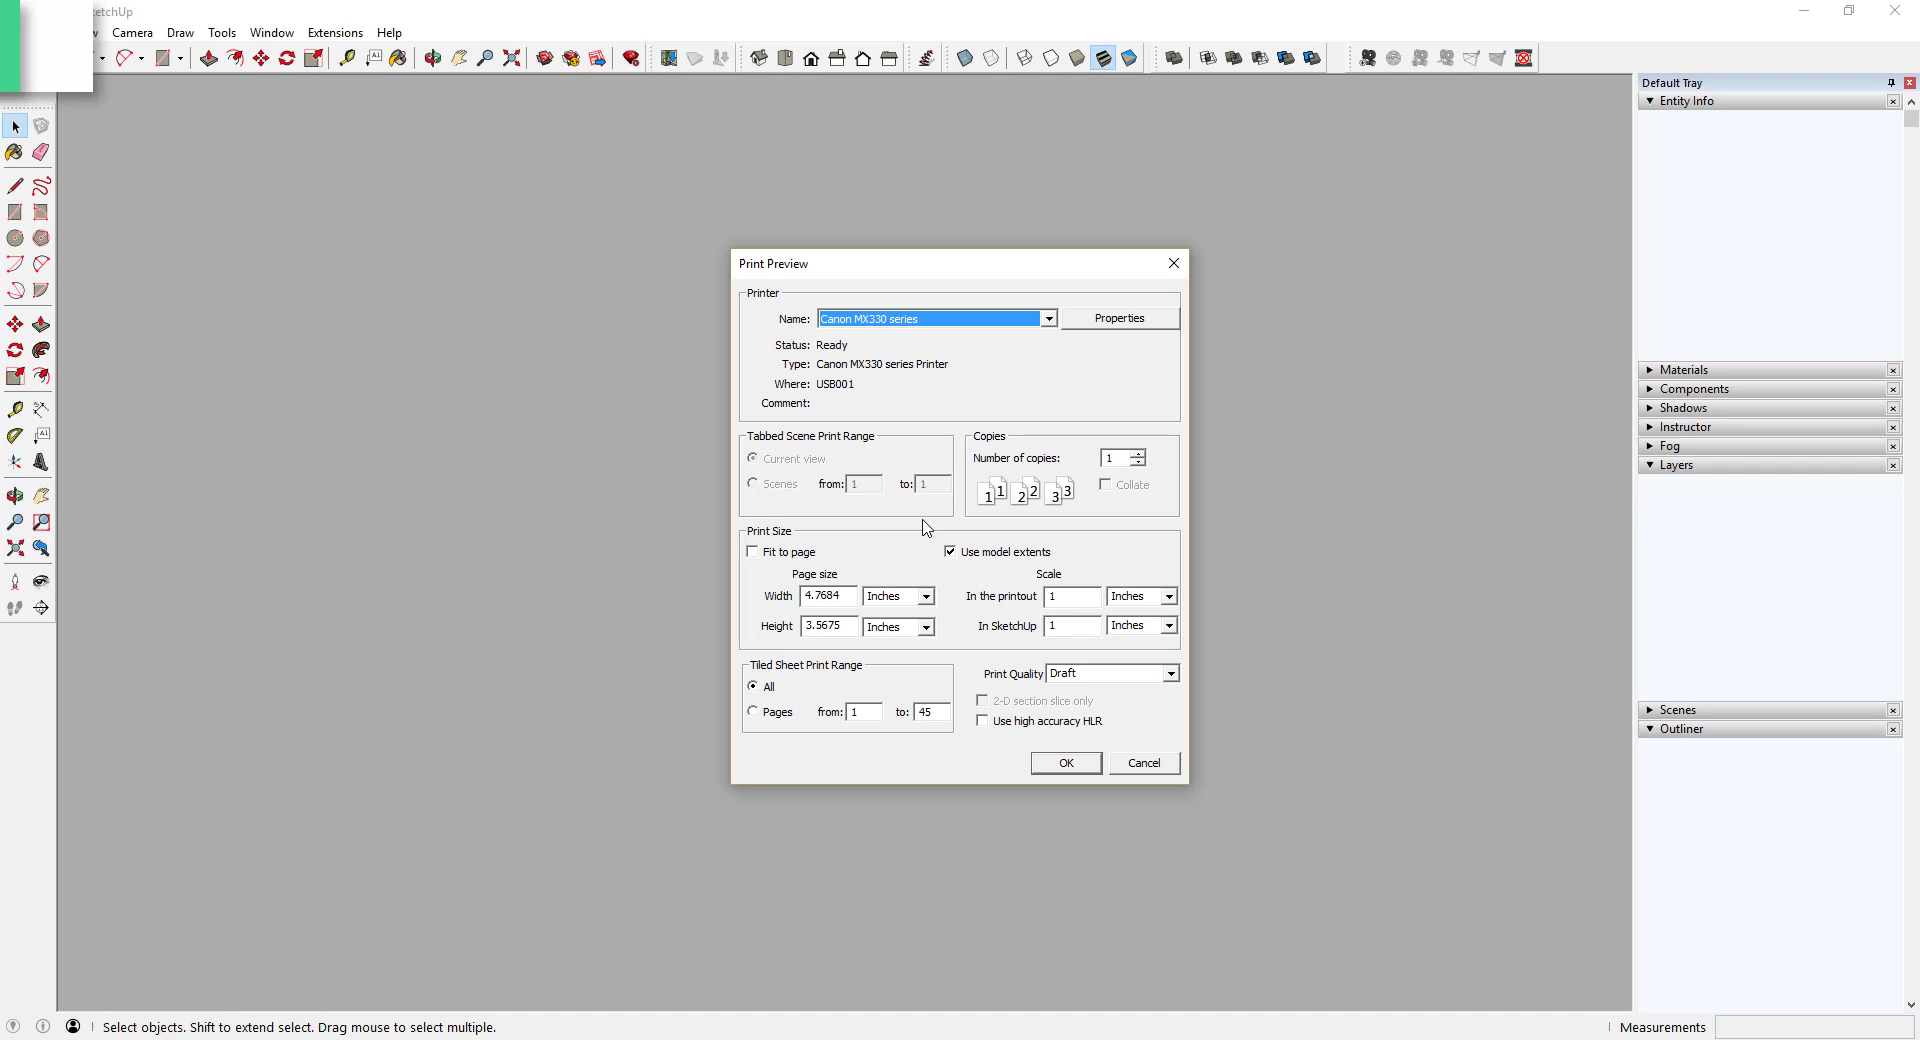 etchUp
w Camera Draw Tools Window Extensions Help
Default Tray
Entity Info
Print Preview
Printer
Name: Canon MX330 series Properties
Status: Ready
Type: Canon MX330 series Printer
Where: USB001
Comment:
Materials
Components
Shadows
Instructor
Fog
Layers
Tabbed Scene Print Range
Current view
Scenes from: 1 to: 1
Copies
Number of copies: 1
1 1 2 2 3 3 Collate
Print Size
Fit to page Use model extents
Page size Scale
Width 4.7684 Inches In the printout 1 Inches
Height 3.5675 Inches In SketchUp 1 Inches
Tiled Sheet Print Range
All
Pages from: 1 to: 45
Print Quality Draft
2-D section slice only
Use high accuracy HLR
OK Cancel
Scenes
Outliner
Select objects. Shift to extend select. Drag mouse to select multiple.
Measurements